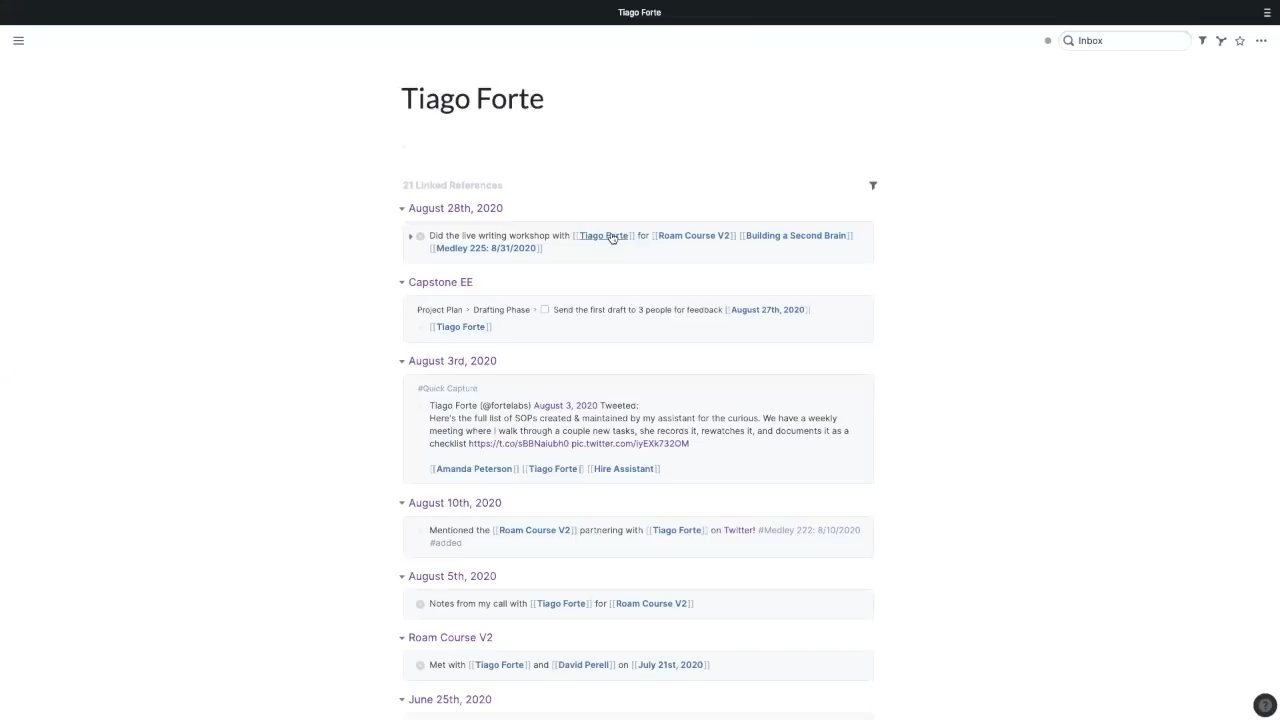 Tiago Forte
Inbox
Tiago Forte
21 Linked References
August 28th, 2020
Did the live writing workshop with [[Tiago Forte]] for [[Roam Course V2]] [[Building a Second Brain]]
[[Medley 225: 8/31/2020]]
Capstone EE
Project Plan › Drafting Phase › Send the first draft to 3 people for feedback [[August 27th, 2020]]
[[Tiago Forte]]
August 3rd, 2020
#Quick Capture
Tiago Forte (@fortelabs) August 3, 2020 Tweeted:
Here's the full list of SOPs created & maintained by my assistant for the curious. We have a weekly
meeting where I walk through a couple new tasks, she records it, rewatches it, and documents it as a
checklist https://t.co/sBBNaiubh0 pic.twitter.com/iyEXk732OM
[[Amanda Peterson]] [[Tiago Forte]] [[Hire Assistant]]
August 10th, 2020
Mentioned the [[Roam Course V2]] partnering with [[Tiago Forte]] on Twitter! #Medley 222: 8/10/2020
#added
August 5th, 2020
Notes from my call with [[Tiago Forte]] for [[Roam Course V2]]
Roam Course V2
Met with [[Tiago Forte]] and [[David Perell]] on [[July 21st, 2020]]
June 25th, 2020